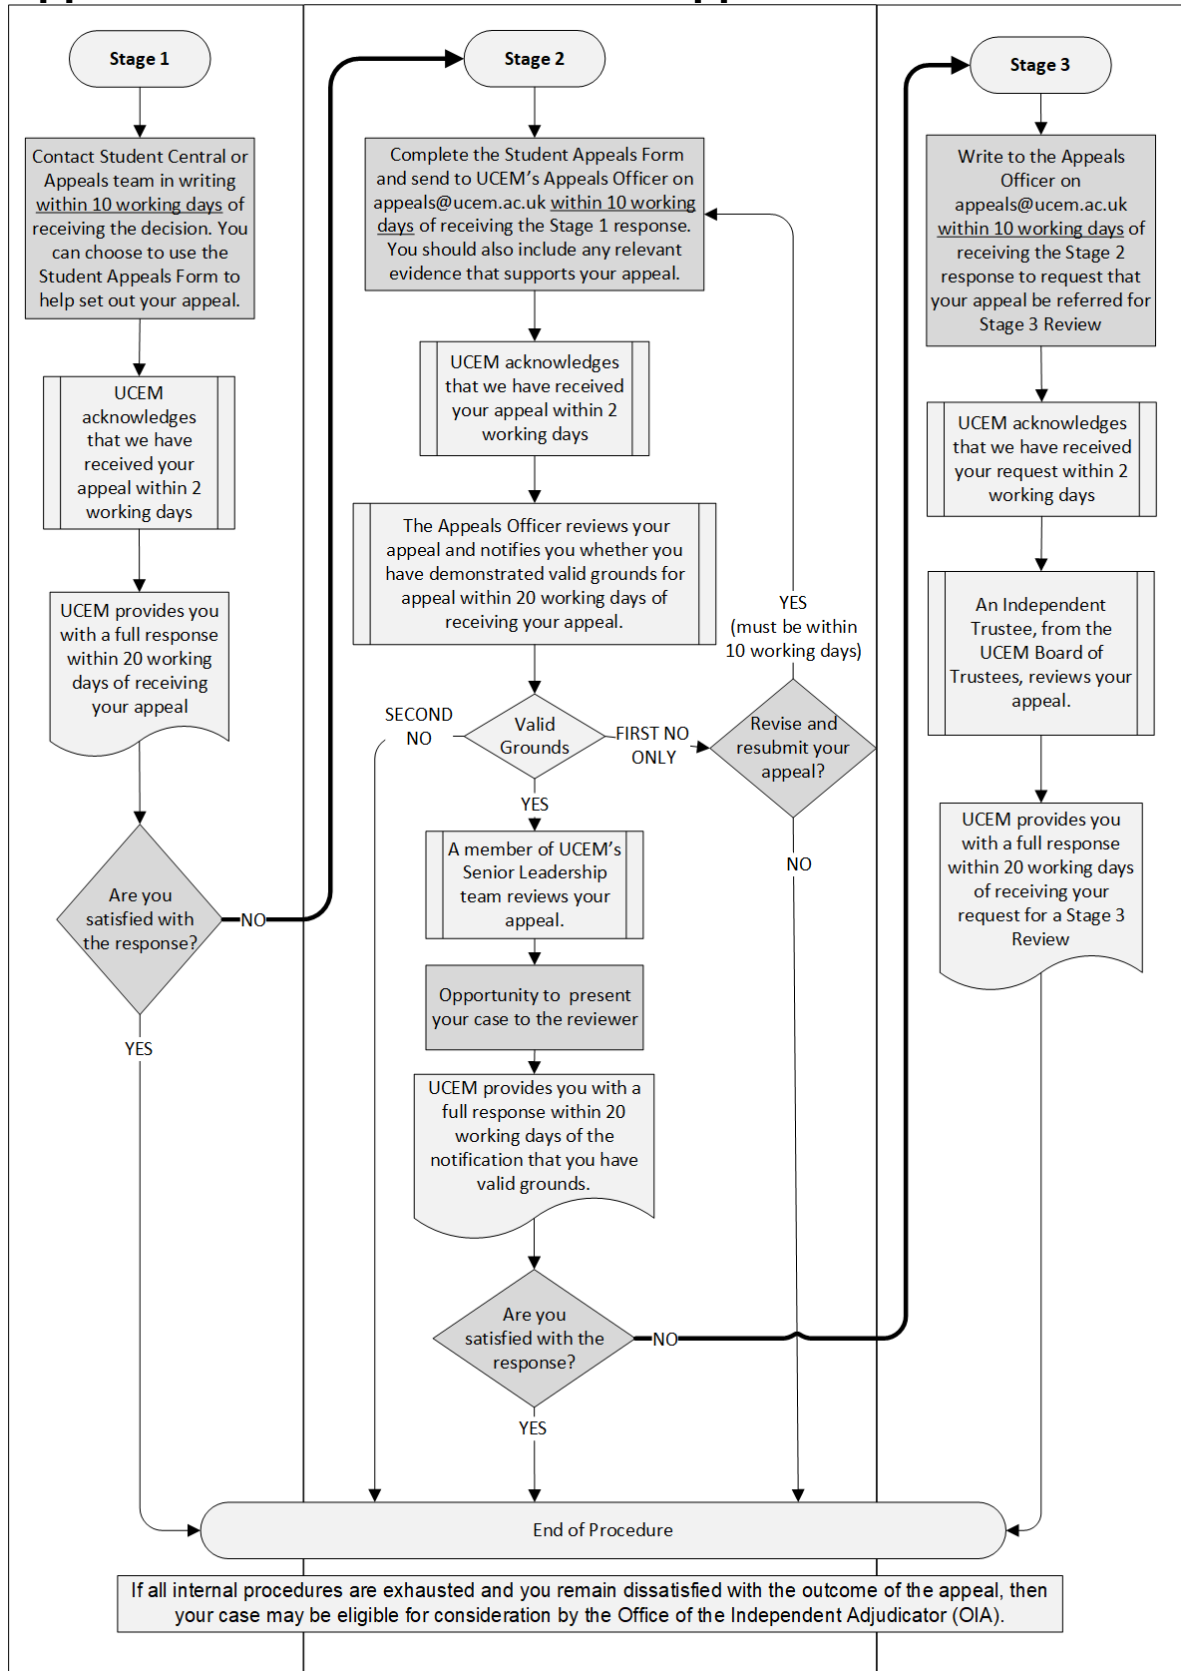 Stage 1
Contact Student Central or
Appeals team in writing
within 10 working days of
receiving the decision. You
can choose to use the
Student Appeals Form to
help set out your appeal.
UCEM
acknowledges
that we have
received your
appeal within 2
working days
UCEM provides you
with a full response
within 20 working
days of receiving
your appeal
Are you
satisfied with
the response?
NO
YES
Stage 2
Complete the Student Appeals Form
and send to UCEM’s Appeals Officer on
appeals@ucem.ac.uk within 10 working
days of receiving the Stage 1 response.
You should also include any relevant
evidence that supports your appeal.
UCEM acknowledges
that we have received
your appeal within 2
working days
The Appeals Officer reviews your
appeal and notifies you whether you
have demonstrated valid grounds for
appeal within 20 working days of
receiving your appeal.
YES
(must be within
10 working days)
SECOND
NO
Valid
Grounds
FIRST NO
ONLY
Revise and
resubmit your
appeal?
YES
NO
A member of UCEM’s
Senior Leadership
team reviews your
appeal.
Opportunity to present
your case to the reviewer
UCEM provides you with a
full response within 20
working days of the
notification that you have
valid grounds.
Are you
satisfied with the
response?
NO
YES
Stage 3
Write to the Appeals
Officer on
appeals@ucem.ac.uk
within 10 working days of
receiving the Stage 2
response to request that
your appeal be referred for
Stage 3 Review
UCEM acknowledges
that we have received
your request within 2
working days
An Independent
Trustee, from the
UCEM Board of
Trustees, reviews your
appeal.
UCEM provides you
with a full response
within 20 working days
of receiving your
request for a Stage 3
Review
End of Procedure
If all internal procedures are exhausted and you remain dissatisfied with the outcome of the appeal, then
your case may be eligible for consideration by the Office of the Independent Adjudicator (OIA).